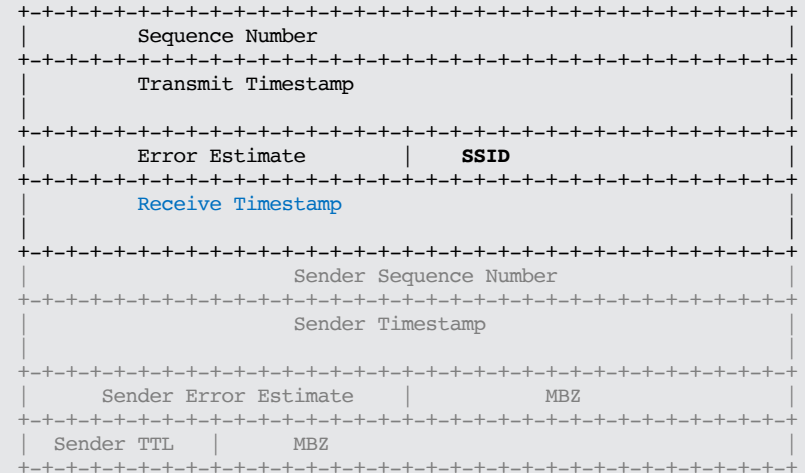 +-+-+-+-+-+-+-+-+-+-+-+-+-+-+-+-+-+-+-+-+-+-+-+-+-+-+-+-+-+-+-+-+
|         Sequence Number                                       |
+-+-+-+-+-+-+-+-+-+-+-+-+-+-+-+-+-+-+-+-+-+-+-+-+-+-+-+-+-+-+-+-+
|         Transmit Timestamp                                    |
|                                                               |
+-+-+-+-+-+-+-+-+-+-+-+-+-+-+-+-+-+-+-+-+-+-+-+-+-+-+-+-+-+-+-+-+
|         Error Estimate        |    SSID                       |
+-+-+-+-+-+-+-+-+-+-+-+-+-+-+-+-+-+-+-+-+-+-+-+-+-+-+-+-+-+-+-+-+
|         Receive Timestamp                                     |
|                                                               |
+-+-+-+-+-+-+-+-+-+-+-+-+-+-+-+-+-+-+-+-+-+-+-+-+-+-+-+-+-+-+-+-+
|                      Sender Sequence Number                   |
+-+-+-+-+-+-+-+-+-+-+-+-+-+-+-+-+-+-+-+-+-+-+-+-+-+-+-+-+-+-+-+-+
|                      Sender Timestamp                         |
|                                                               |
+-+-+-+-+-+-+-+-+-+-+-+-+-+-+-+-+-+-+-+-+-+-+-+-+-+-+-+-+-+-+-+-+
|      Sender Error Estimate    |           MBZ                 |
+-+-+-+-+-+-+-+-+-+-+-+-+-+-+-+-+-+-+-+-+-+-+-+-+-+-+-+-+-+-+-+-+
|  Sender TTL   |      MBZ                                      |
+-+-+-+-+-+-+-+-+-+-+-+-+-+-+-+-+-+-+-+-+-+-+-+-+-+-+-+-+-+-+-+-+